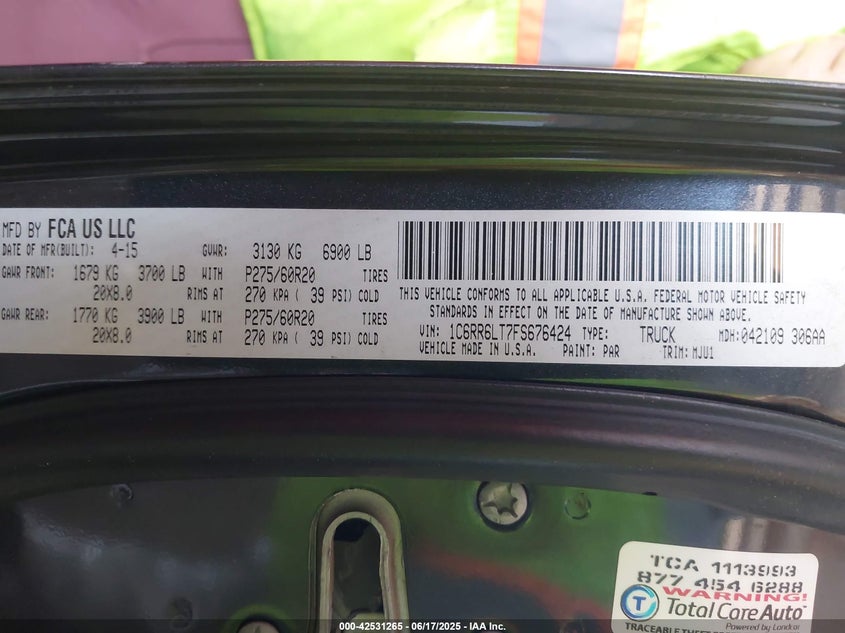 MFD BY FCA US LLC
DATE OF MFR(BUILT): 4-15 GVWR: 3130 KG 6900 LB
GAWR FRONT: 1679 KG 3700 LB WITH P275/60R20 TIRES
20X8.0 RIMS AT 270 KPA ( 39 PSI) COLD
GAWR REAR: 1770 KG 3900 LB WITH P275/60R20 TIRES
20X8.0 RIMS AT 270 KPA ( 39 PSI) COLD
THIS VEHICLE CONFORMS TO ALL APPLICABLE U.S.A. FEDERAL MOTOR VEHICLE SAFETY
STANDARDS IN EFFECT ON THE DATE OF MANUFACTURE SHOWN ABOVE.
VIN: 1C6RR6LT7FS676424 TYPE: TRUCK MDH:042109 306AA
VEHICLE MADE IN U.S.A. PAINT: PAR TRIM: MJU1
TCA 1113993
877 454 6288
WARNING!
T Total Care Auto™
Powered by Landcar
000-42531265 - 06/17/2025 - IAA Inc.